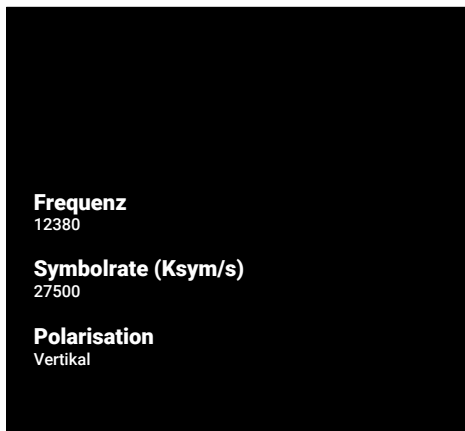 Frequenz
12380
Symbolrate (Ksym/s)
27500
Polarisation
Vertikal